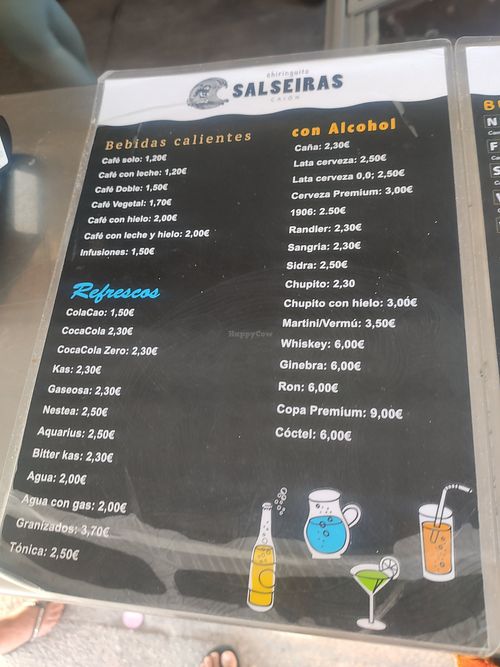 chiringuito
SALSEIRAS
CAIÓN
Bebidas calientes
Café solo: 1,20€
Café con leche: 1,20€
Café Doble: 1,50€
Café Vegetal: 1,70€
Café con hielo: 2,00€
Café con leche y hielo: 2,00€
Infusiones: 1,50€
Refrescos
ColaCao: 1,50€
CocaCola 2,30€
CocaCola Zero: 2,30€
Kas: 2,30€
Gaseosa: 2,30€
Nestea: 2,50€
Aquarius: 2,50€
Bitter kas: 2,30€
Agua: 2,00€
Agua con gas: 2,00€
Granizados: 3,70€
Tónica: 2,50€
con Alcohol
Caña: 2,30€
Lata cerveza: 2,50€
Lata cerveza 0,0; 2,50€
Cerveza Premium: 3,00€
1906: 2.50€
Randler: 2,30€
Sangria: 2,30€
Sidra: 2,50€
Chupito: 2,30
Chupito con hielo: 3,00€
Martini/Vermú: 3,50€
Whiskey: 6,00€
Ginebra: 6,00€
Ron: 6,00€
Copa Premium: 9,00€
Cóctel: 6,00€
HappyCow